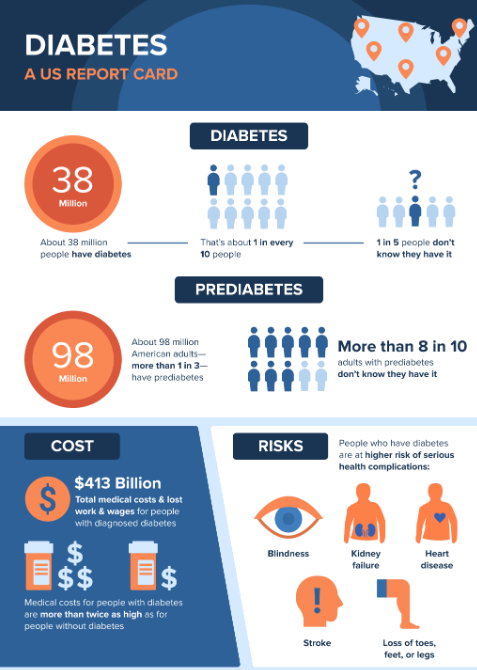 DIABETES
A US REPORT CARD
DIABETES
38
Million
?
About 38 million
people have diabetes
That's about 1 in every
10 people
1 in 5 people don't
know they have it
PREDIABETES
98
Million
About 98 million
American adults—
more than 1 in 3—
have prediabetes
More than 8 in 10
adults with prediabetes
don't know they have it
COST
$
$413 Billion
Total medical costs & lost
work & wages for people
with diagnosed diabetes
$
$$
$
Medical costs for people with diabetes
are more than twice as high as for
people without diabetes
RISKS
People who have diabetes
are at higher risk of serious
health complications:
Blindness
Kidney
failure
Heart
disease
!
Stroke
Loss of toes,
feet, or legs